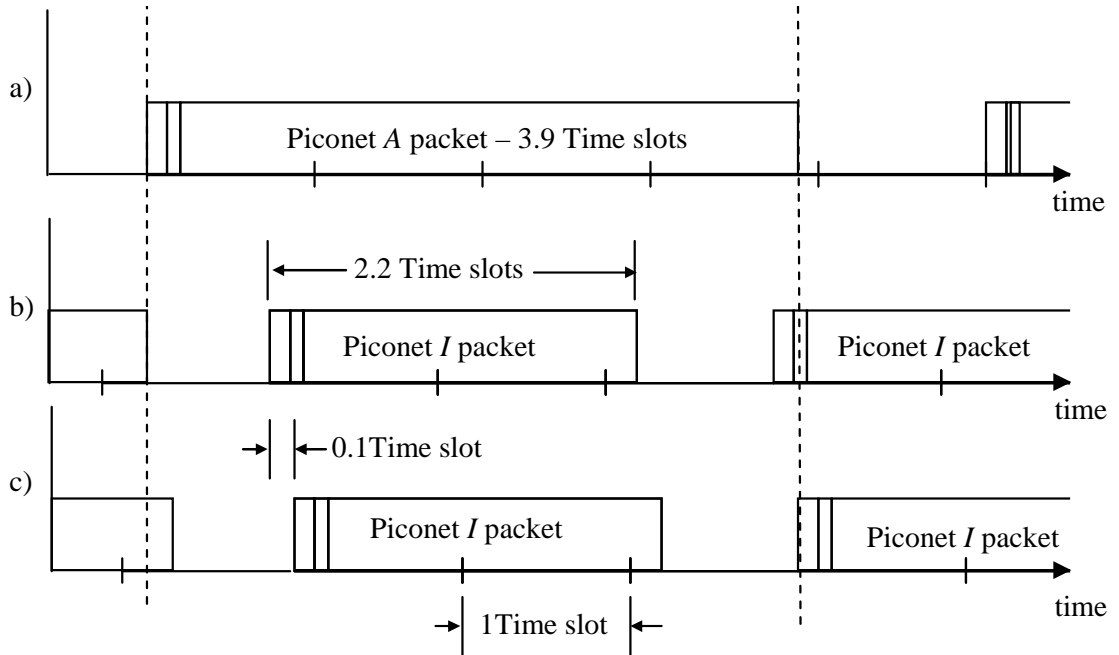 a)
Piconet A packet – 3.9 Time slots
time
2.2 Time slots
b)
Piconet I packet
Piconet I packet
time
0.1Time slot
c)
Piconet I packet
Piconet I packet
time
1Time slot